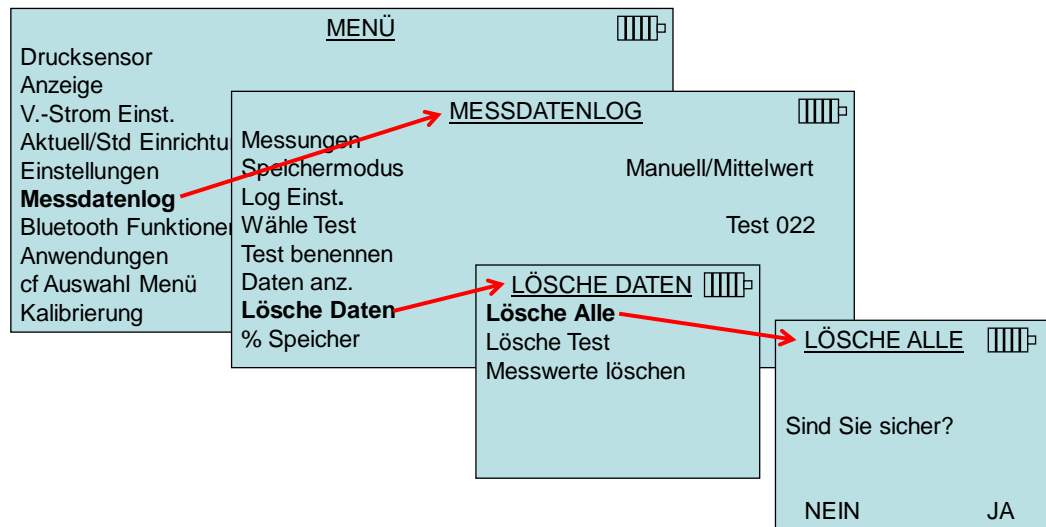 MENÜ
Drucksensor
Anzeige
V.-Strom Einst.
Aktuell/Std Einrichtu
Einstellungen
Messdatenlog
Bluetooth Funktione
Anwendungen
cf Auswahl Menü
Kalibrierung
MESSDATENLOG
Messungen
Speichermodus Manuell/Mittelwert
Log Einst.
Wähle Test Test 022
Test benennen
Daten anz.
Lösche Daten
% Speicher
LÖSCHE DATEN
Lösche Alle
Lösche Test
Messwerte löschen
LÖSCHE ALLE
Sind Sie sicher?
NEIN JA